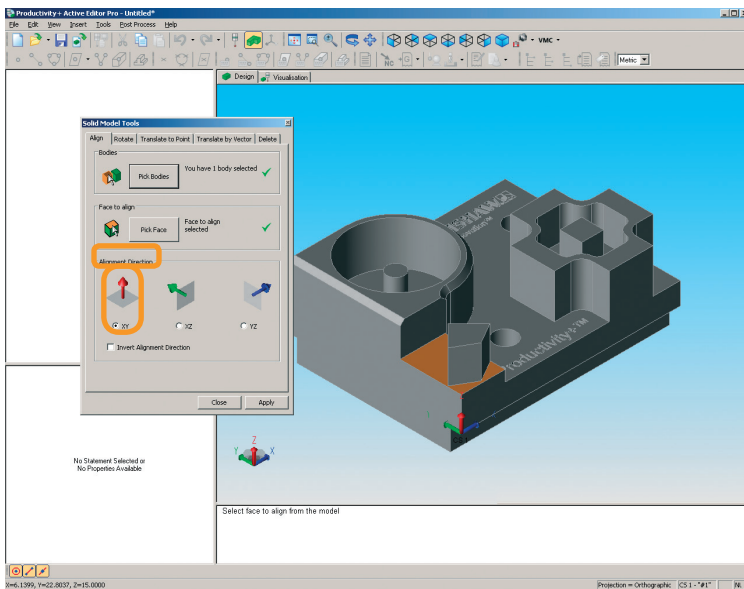 Productivity+ Active Editor Pro - Untitled*
File Edit View Insert Tools Post Process Help
VMC
NC +G Metric
Design Visualisation
Solid Model Tools
Align Rotate Translate to Point Translate by Vector Delete
Bodies
Pick Bodies You have 1 body selected
Face to align
Pick Face Face to align
selected
Alignment Direction
XY XZ YZ
Invert Alignment Direction
Close Apply
Productivity+™
CS 1
Y Z X
No Statement Selected or
No Properties Available
Select face to align from the model
X=6.1399, Y=22.8037, Z=15.0000
Projection = Orthographic CS 1 - "#1"